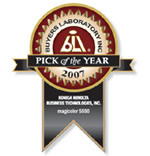 BUYERS LABORATORY INC
BLI
PICK of the YEAR
2007
KONICA MINOLTA
BUSINESS TECHNOLOGIES, INC.
magicolor 5550